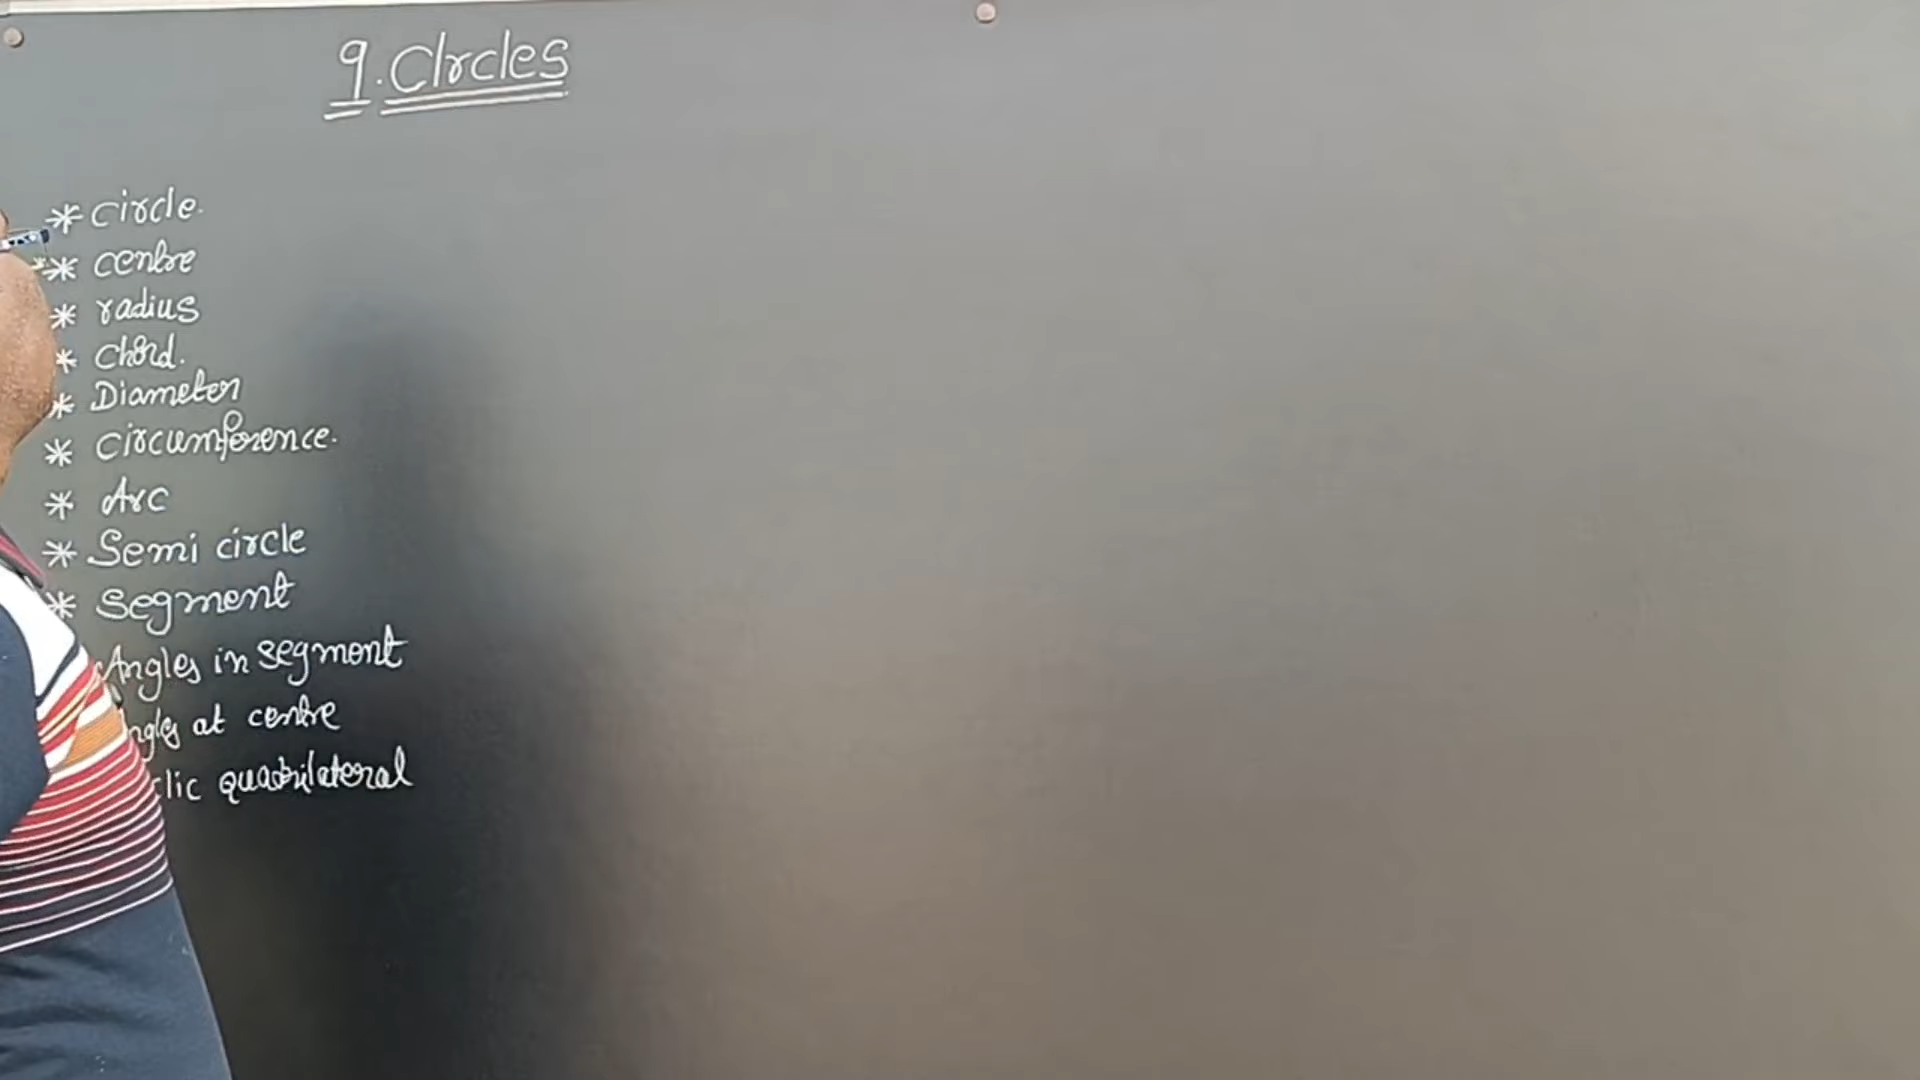 9. Circles
* circle.
* centre
* radius
* chord.
* Diameter
* circumference.
* Arc
* Semi circle
* segment
Angles in segment
at centre
quadrilateral